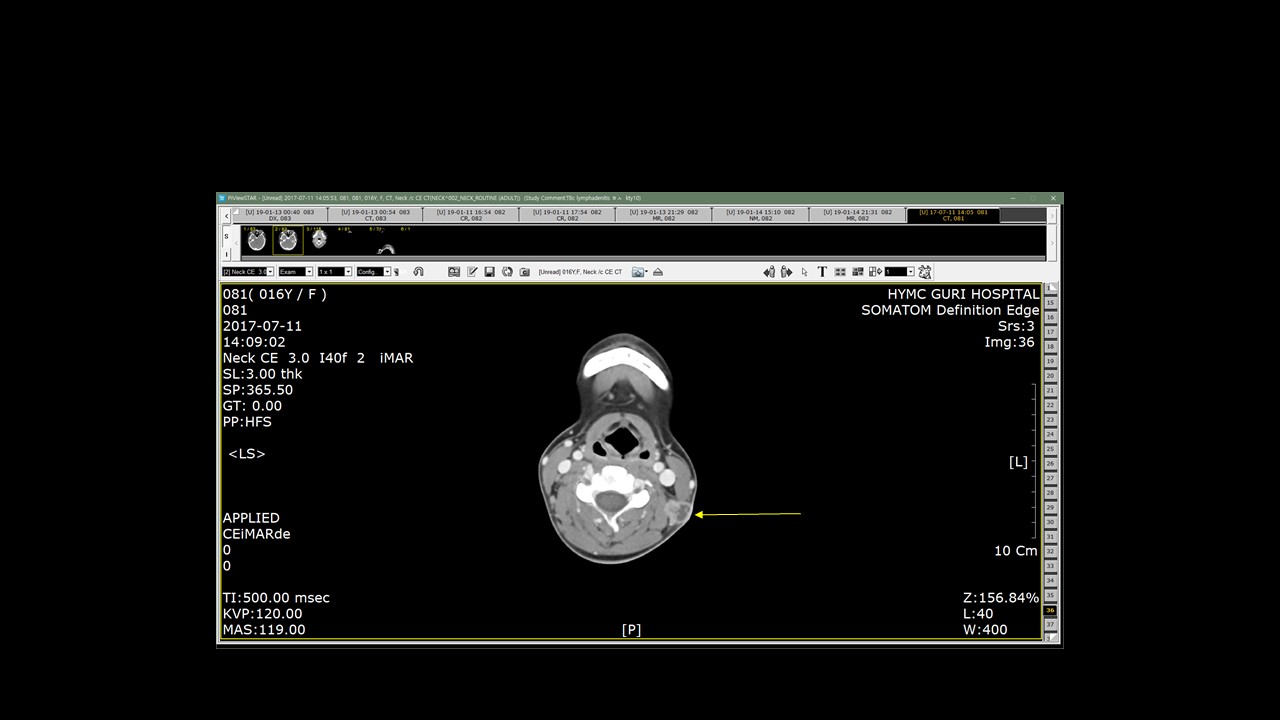 PiViewSTAR - [Unread] 2017-07-11 14:05:53, 081, 081, 016Y, F, CT, Neck /c CE CT(NECK^002_NECK_ROUTINE (ADULT)) (Study Comment:TBc lymphadenitis
[U] 19-01-13 00:40 083 [U] 19-01-13 00:54 083 [U] 19-01-11 16:54 082 [U] 19-01-11 17:54 082 [U] 19-01-13 21:29 082 [U] 19-01-14 15:10 082 [U] 19-01-14 21:31 082 [U] 17-07-11 14:05 081
DX, 083 CT, 083 CR, 082 CR, 082 MR, 082 NM, 082 MR, 082 CT, 081
S
I
[2] Neck CE 3.0 Exam 1 x 1 Config. [Unread] 016Y,F, Neck /c CE CT T 1
081( 016Y / F )
081
2017-07-11
14:09:02
Neck CE 3.0 I40f 2 iMAR
SL:3.00 thk
SP:365.50
GT: 0.00
PP:HFS
<LS>
APPLIED
CEiMARde
0
0
TI:500.00 msec
KVP:120.00
MAS:119.00
[P]
HYMC GURI HOSPITAL
SOMATOM Definition Edge
Srs:3
Img:36
[L]
10 Cm
Z:156.84%
L:40
W:400
15
16
17
18
19
20
21
22
23
24
25
26
27
28
29
30
31
32
33
34
35
36
37